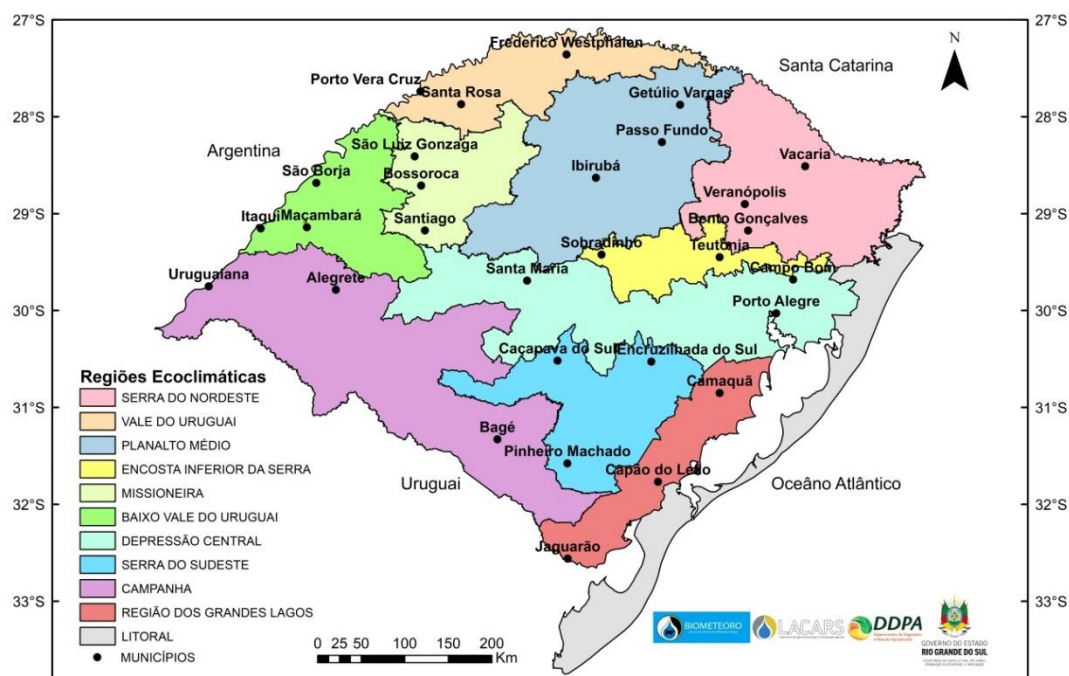 27°S
27°S
N
Frederico Westphalen
Santa Catarina
Porto Vera Cruz
Santa Rosa
Getúlio Vargas
28°S
28°S
Passo Fundo
Argentina
São Luiz Gonzaga
Vacaria
São Borja
Bossoroca
Ibirubá
Veranópolis
29°S
29°S
Itaqui
Maçambará
Santiago
Bento Gonçalves
Sobradinho
Teutonia
Uruguaiana
Alegrete
Santa Maria
Campo Bom
30°S
30°S
Porto Alegre
Caçapava do Sul
Encruzilhada do Sul
Regiões Ecoclimáticas
SERRA DO NORDESTE
Camaquã
31°S
31°S
VALE DO URUGUAI
PLANALTO MÉDIO
Bagé
Pinheiro Machado
ENCOSTA INFERIOR DA SERRA
Capão do Leão
Uruguai
Oceâno Atlântico
MISSIONEIRA
32°S
32°S
BAIXO VALE DO URUGUAI
DEPRESSÃO CENTRAL
Jaguarão
SERRA DO SUDESTE
CAMPANHA
33°S
33°S
REGIÃO DOS GRANDES LAGOS
LITORAL
MUNICÍPIOS
0 25 50 100 150 200
Km
BIOMETEORO
LACARS
DDPA
GOVERNO DO ESTADO
RIO GRANDE DO SUL